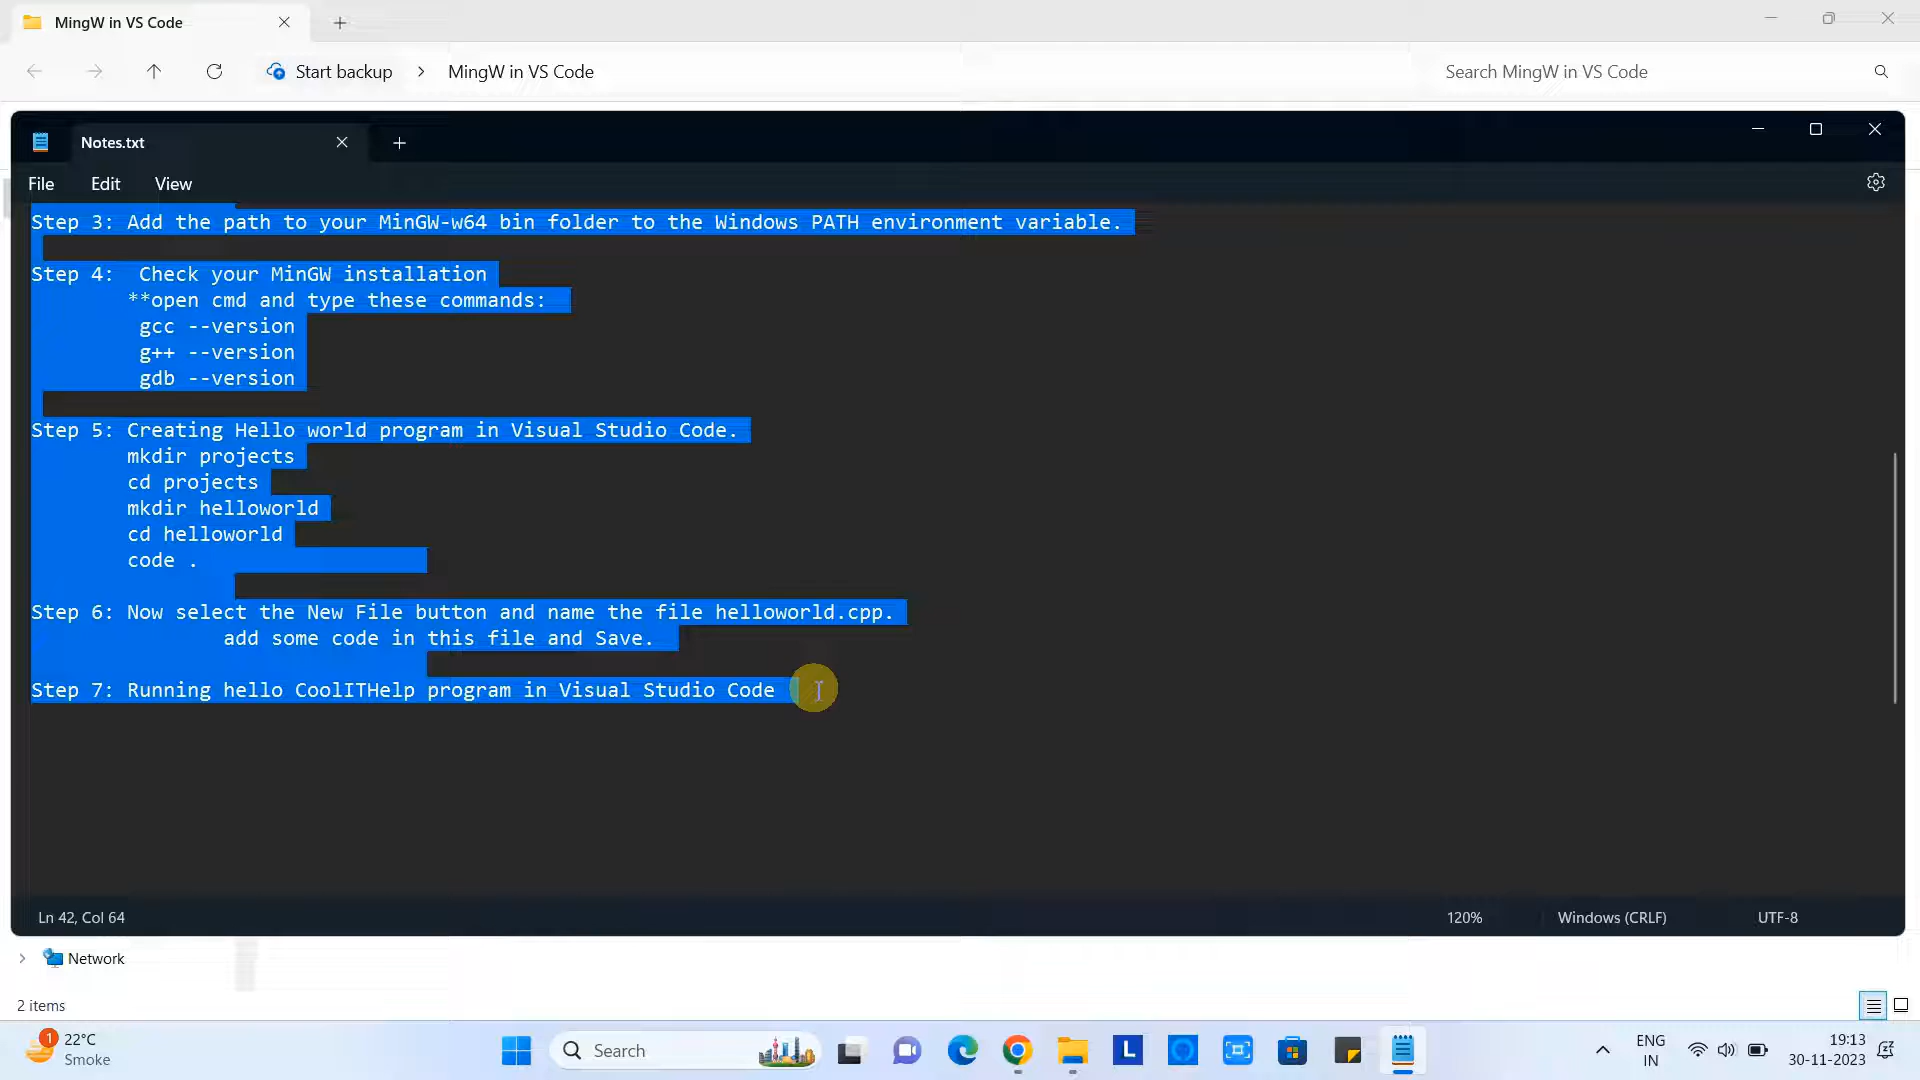 MingW in VS Code
Start backup > MingW in VS Code
Search MingW in VS Code
Notes.txt
File Edit View
Step 3: Add the path to your MinGW-w64 bin folder to the Windows PATH environment variable.
Step 4: Check your MinGW installation
**open cmd and type these commands:
gcc --version
g++ --version
gdb --version
Step 5: Creating Hello world program in Visual Studio Code.
mkdir projects
cd projects
mkdir helloworld
cd helloworld
code .
Step 6: Now select the New File button and name the file helloworld.cpp.
add some code in this file and Save.
Step 7: Running hello CoolITHelp program in Visual Studio Code
Ln 42, Col 64
120%
Windows (CRLF)
UTF-8
Network
2 items
1
22°C
Smoke
Search
L
ENG
IN
19:13
30-11-2023